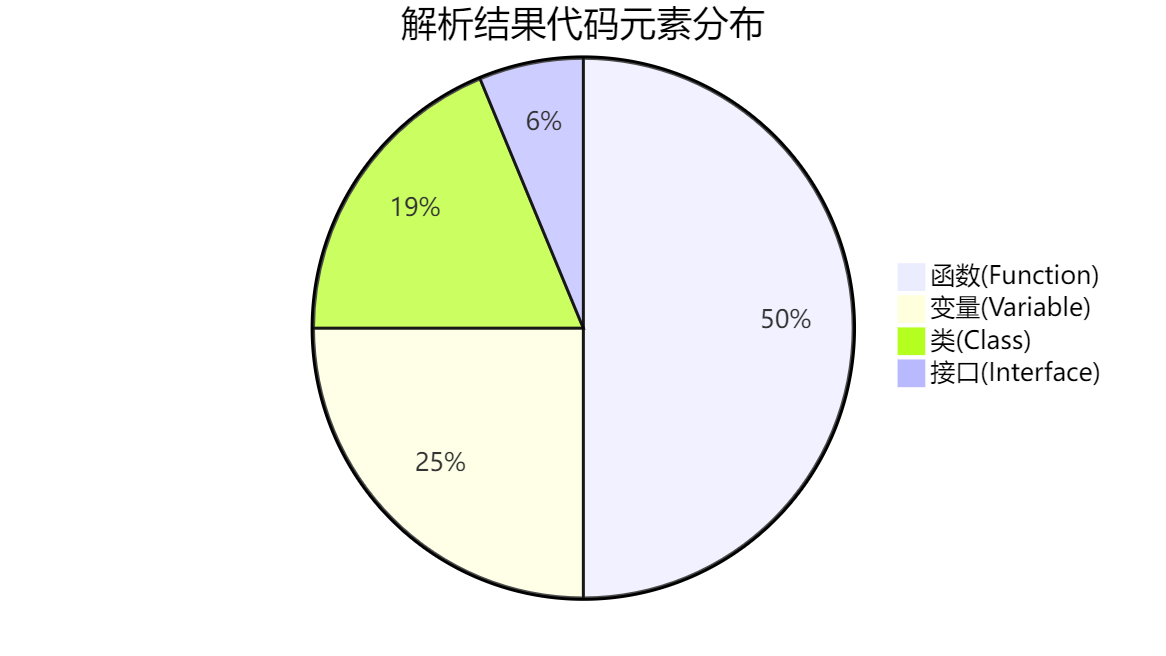 解析结果代码元素分布
6%
19%
50%
25%
函数(Function)
变量(Variable)
类(Class)
接口(Interface)